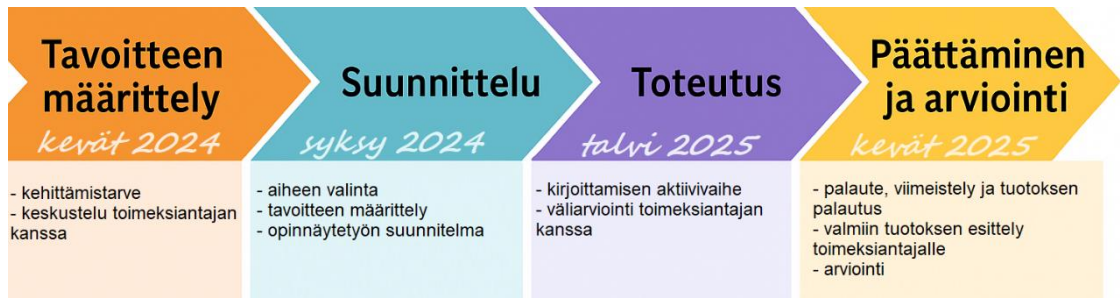 Tavoitteen
määrittely
kevät 2024
- kehittämistarve
- keskustelu toimeksiantajan
kanssa
Suunnittelu
syksy 2024
- aiheen valinta
- tavoitteen määrittely
- opinnäytetyön suunnitelma
Toteutus
talvi 2025
- kirjoittamisen aktiivivaihe
- väliarviointi toimeksiantajan
kanssa
Päättäminen
ja arviointi
kevät 2025
- palaute, viimeistely ja tuotoksen
palautus
- valmiin tuotoksen esittely
toimeksiantajalle
- arviointi